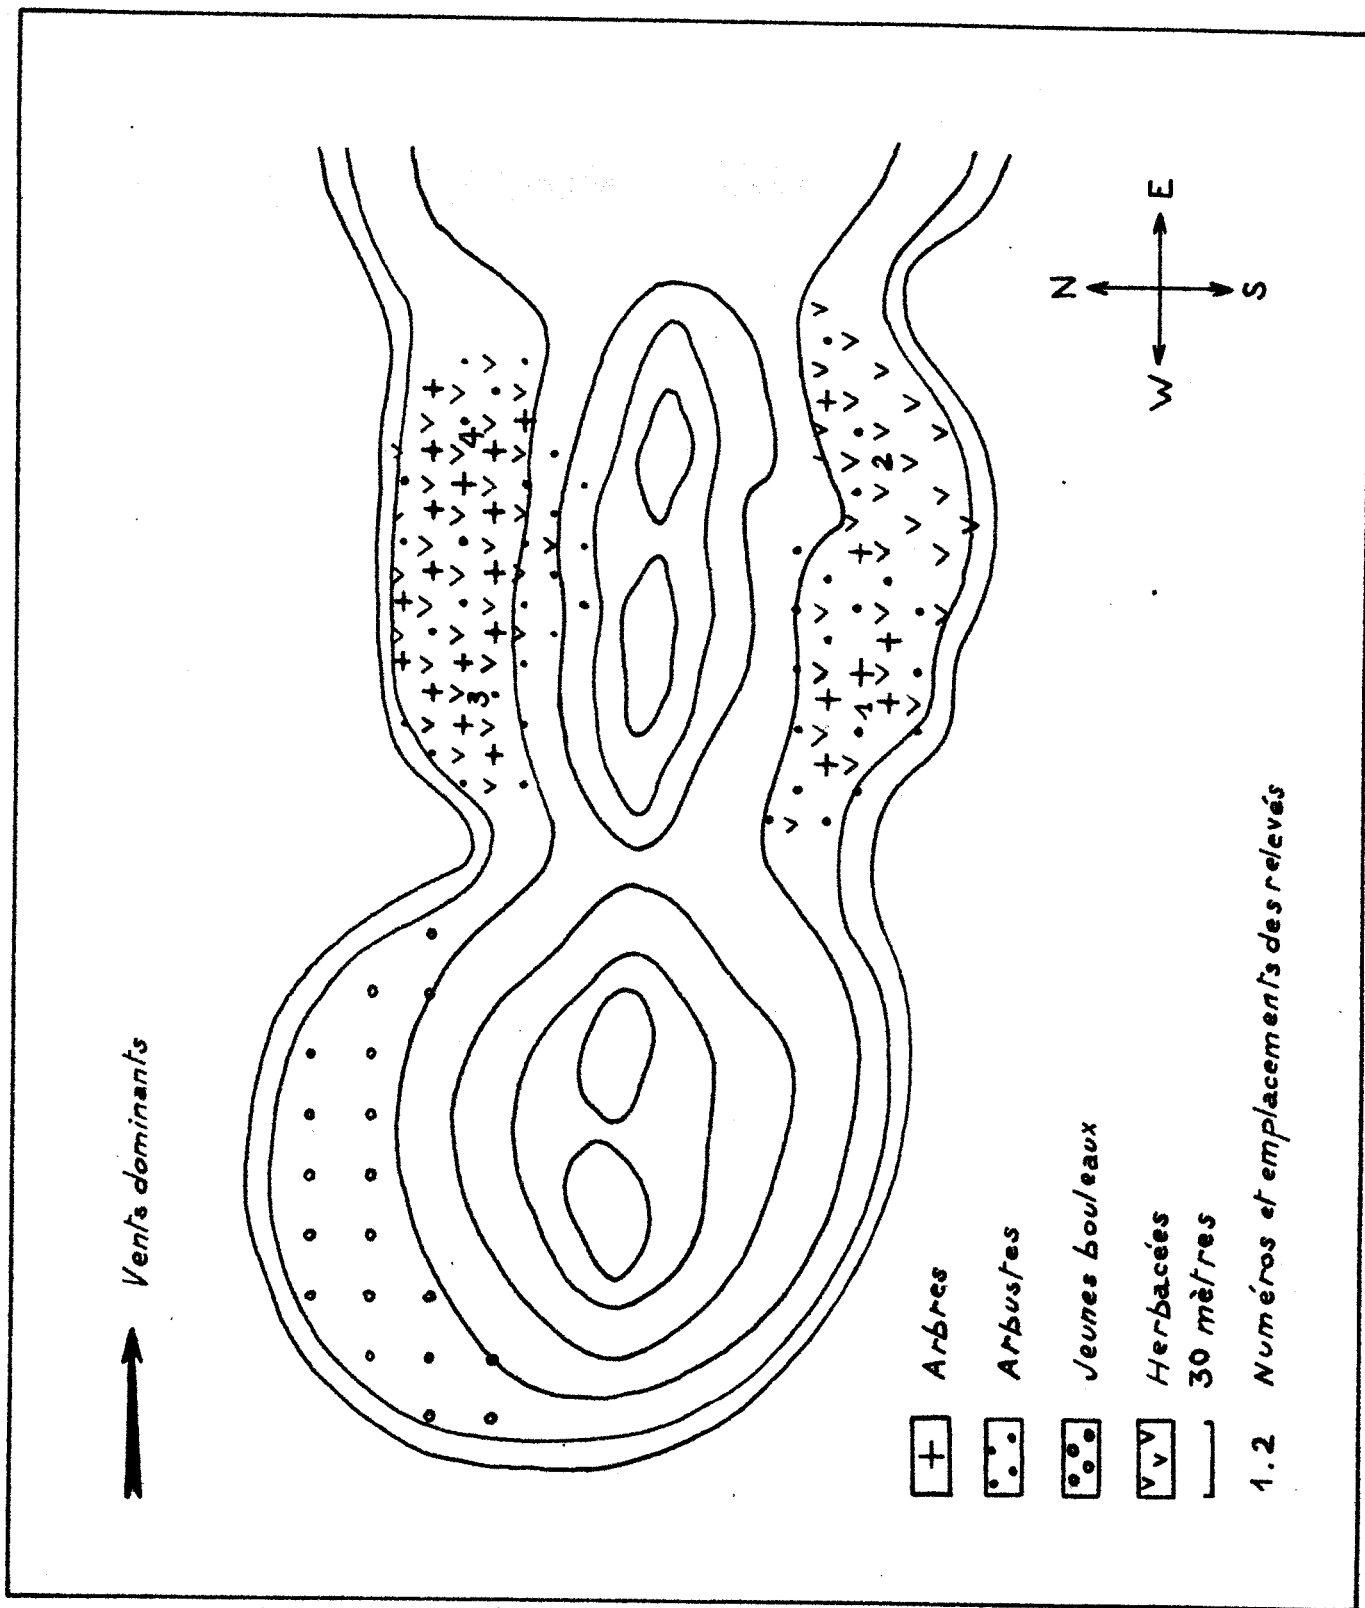 Vents dominants
3
4
1
2
N
W E
S
Arbres
Arbustes
Jeunes bouleaux
Herbacées
30 mètres
1.2 Numéros et emplacements des relevés